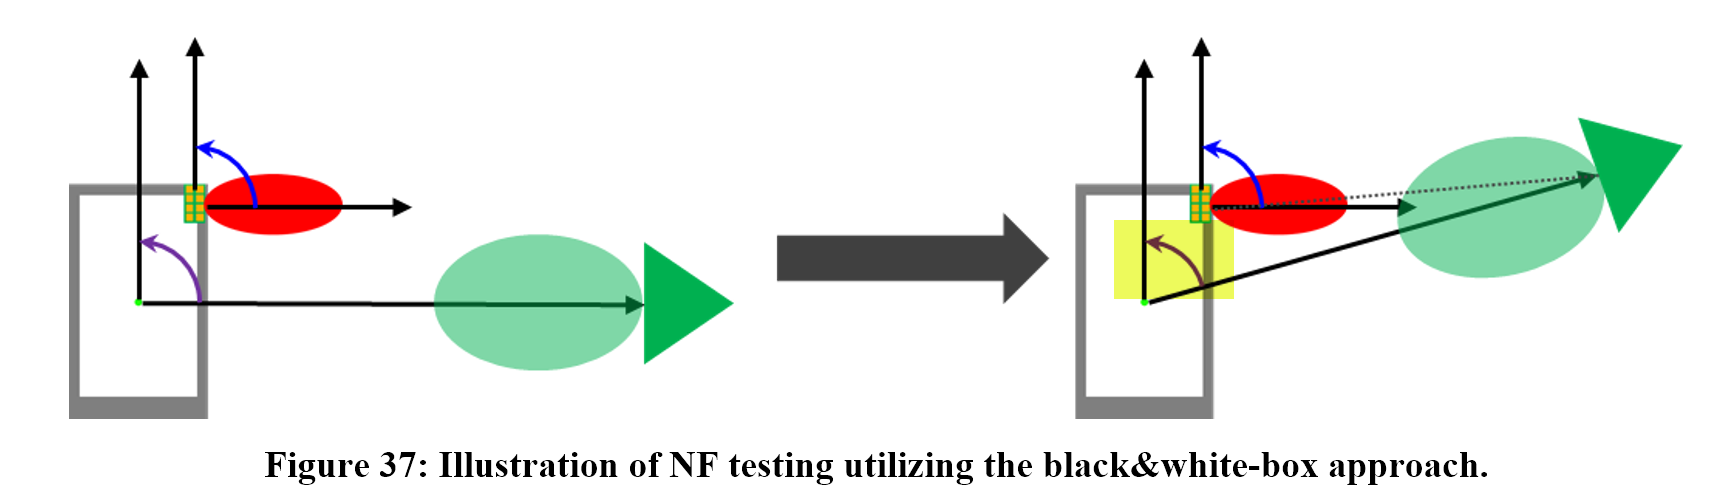 Figure 37: Illustration of NF testing utilizing the black&white-box approach.